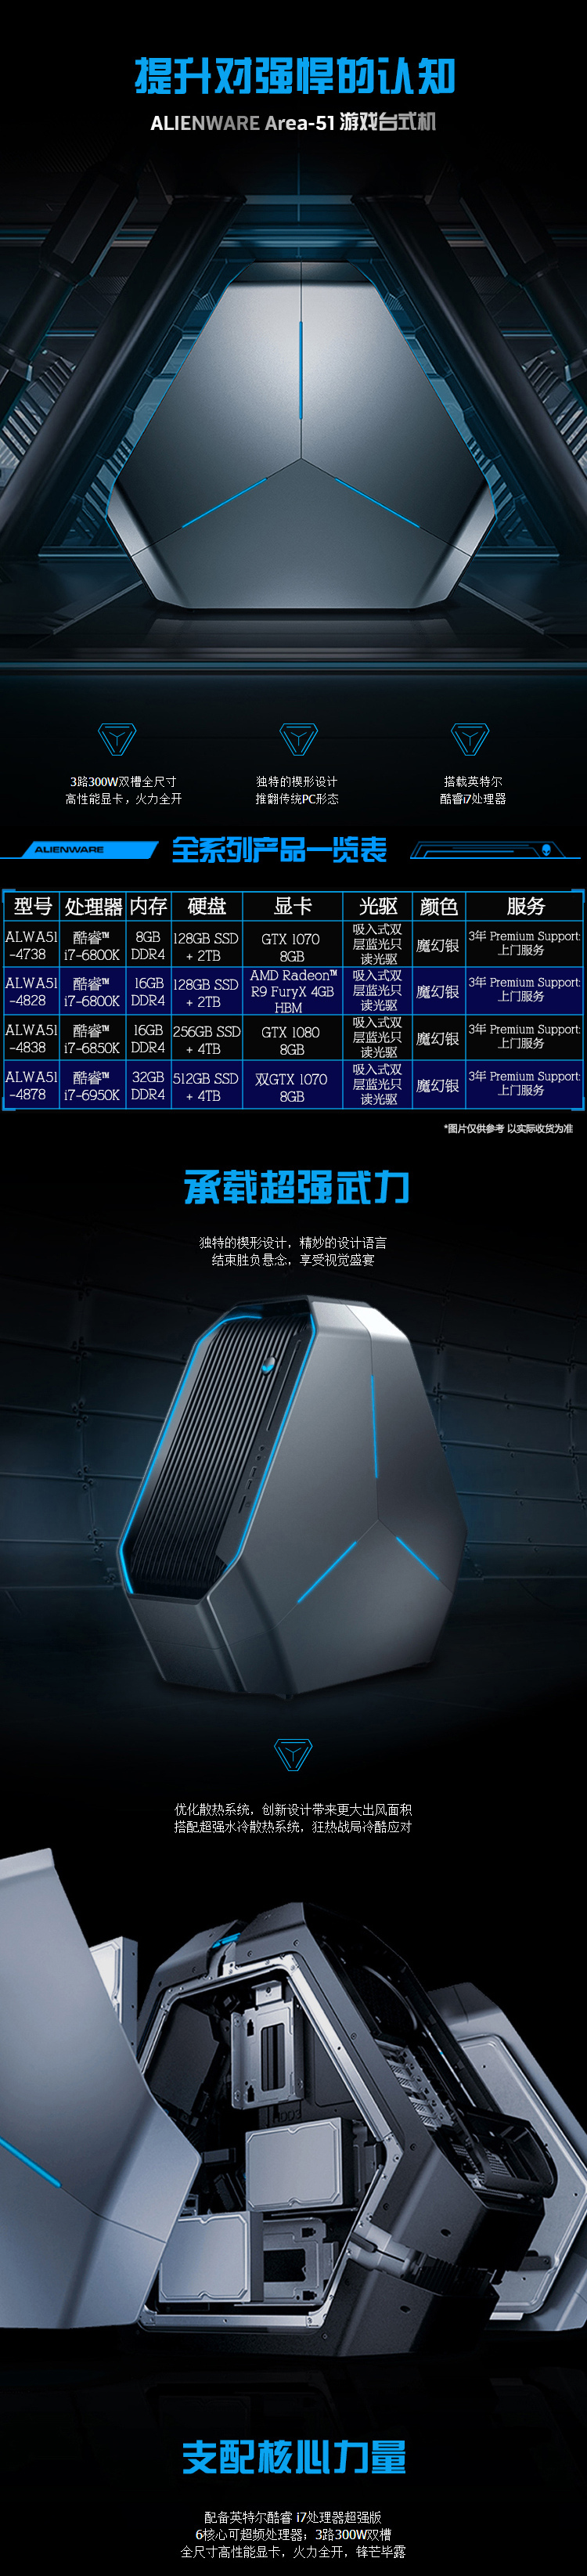 提升对强悍的认知
ALIENWARE Area-51 游戏台式机
3路300W双槽全尺寸
高性能显卡，火力全开
独特的楔形设计
推翻传统PC形态
搭载英特尔
酷睿i7处理器
ALIENWARE
全系列产品一览表
型号 处理器 内存 硬盘 显卡 光驱 颜色 服务
ALWA51-4738 酷睿™ i7-6800K 8GB DDR4 128GB SSD + 2TB GTX 1070 8GB 吸入式双层蓝光只读光驱 魔幻银 3年 Premium Support: 上门服务
ALWA51-4828 酷睿™ i7-6800K 16GB DDR4 128GB SSD + 2TB AMD Radeon™ R9 FuryX 4GB HBM 吸入式双层蓝光只读光驱 魔幻银 3年 Premium Support: 上门服务
ALWA51-4838 酷睿™ i7-6850K 16GB DDR4 256GB SSD + 4TB GTX 1080 8GB 吸入式双层蓝光只读光驱 魔幻银 3年 Premium Support: 上门服务
ALWA51-4878 酷睿™ i7-6950K 32GB DDR4 512GB SSD + 4TB 双GTX 1070 8GB 吸入式双层蓝光只读光驱 魔幻银 3年 Premium Support: 上门服务
*图片仅供参考 以实际收货为准
承载超强武力
独特的楔形设计，精妙的设计语言
结束胜负悬念，享受视觉盛宴
优化散热系统，创新设计带来更大出风面积
搭配超强水冷散热系统，狂热战局冷酷应对
支配核心力量
配备英特尔酷睿 i7处理器超强版
6核心可超频处理器；3路300W双槽
全尺寸高性能显卡，火力全开，锋芒毕露